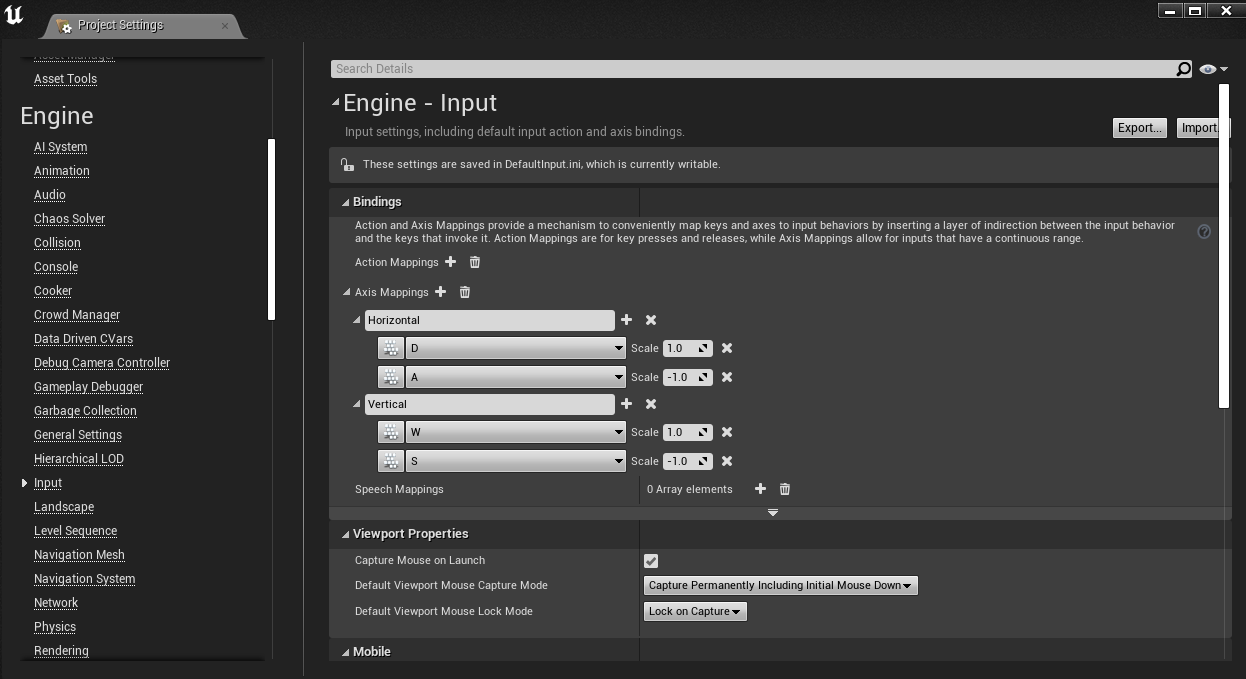 Project Settings
Asset Manager
Asset Tools
Engine
AI System
Animation
Audio
Chaos Solver
Collision
Console
Cooker
Crowd Manager
Data Driven CVars
Debug Camera Controller
Gameplay Debugger
Garbage Collection
General Settings
Hierarchical LOD
Input
Landscape
Level Sequence
Navigation Mesh
Navigation System
Network
Physics
Rendering
Search Details
Engine - Input
Input settings, including default input action and axis bindings.
Export... Import.
These settings are saved in DefaultInput.ini, which is currently writable.
Bindings
Action and Axis Mappings provide a mechanism to conveniently map keys and axes to input behaviors by inserting a layer of indirection between the input behavior
and the keys that invoke it. Action Mappings are for key presses and releases, while Axis Mappings allow for inputs that have a continuous range.
Action Mappings
Axis Mappings
Horizontal
D Scale 1.0
A Scale -1.0
Vertical
W Scale 1.0
S Scale -1.0
Speech Mappings 0 Array elements
Viewport Properties
Capture Mouse on Launch
Default Viewport Mouse Capture Mode Capture Permanently Including Initial Mouse Down
Default Viewport Mouse Lock Mode Lock on Capture
Mobile